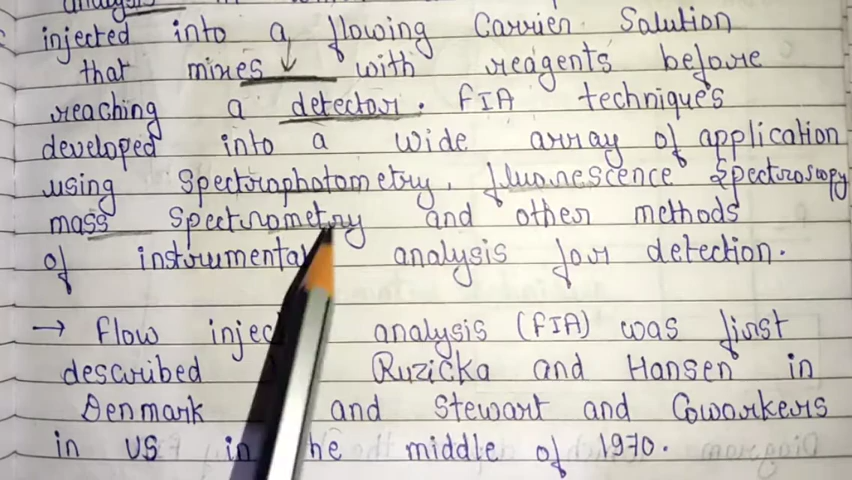 analysis
injected into a flowing Carrier Solution
that mixes with reagents before
reaching a detector. FIA technique's
developed into a wide array of application
using Spectrophotometry, fluorescence Spectroscopy
mass Spectrometry and other methods
of instrumental analysis for detection.
→ Flow injec analysis (FIA) was first
described Ruzicka and Hansen in
Denmark and Stewart and Coworkers
in US in he middle of 1970.